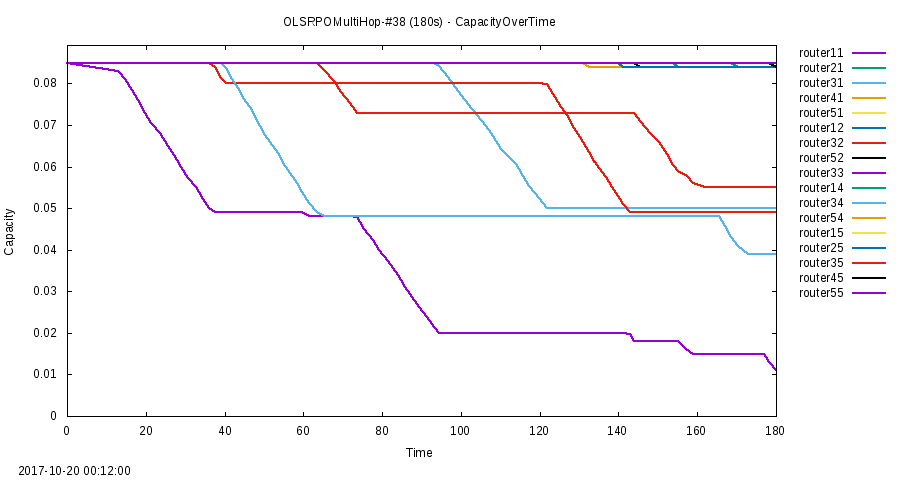 OLSRPPOMultiHop-#38 (180s) - CapacityOverTime
router11
router21
router31
router41
router51
router12
router32
router52
router33
router14
router34
router54
router15
router25
router35
router45
router55
0.08
0.07
0.06
0.05
0.04
0.03
0.02
0.01
0
Capacity
0 20 40 60 80 100 120 140 160 180
Time
2017-10-20 00:12:00